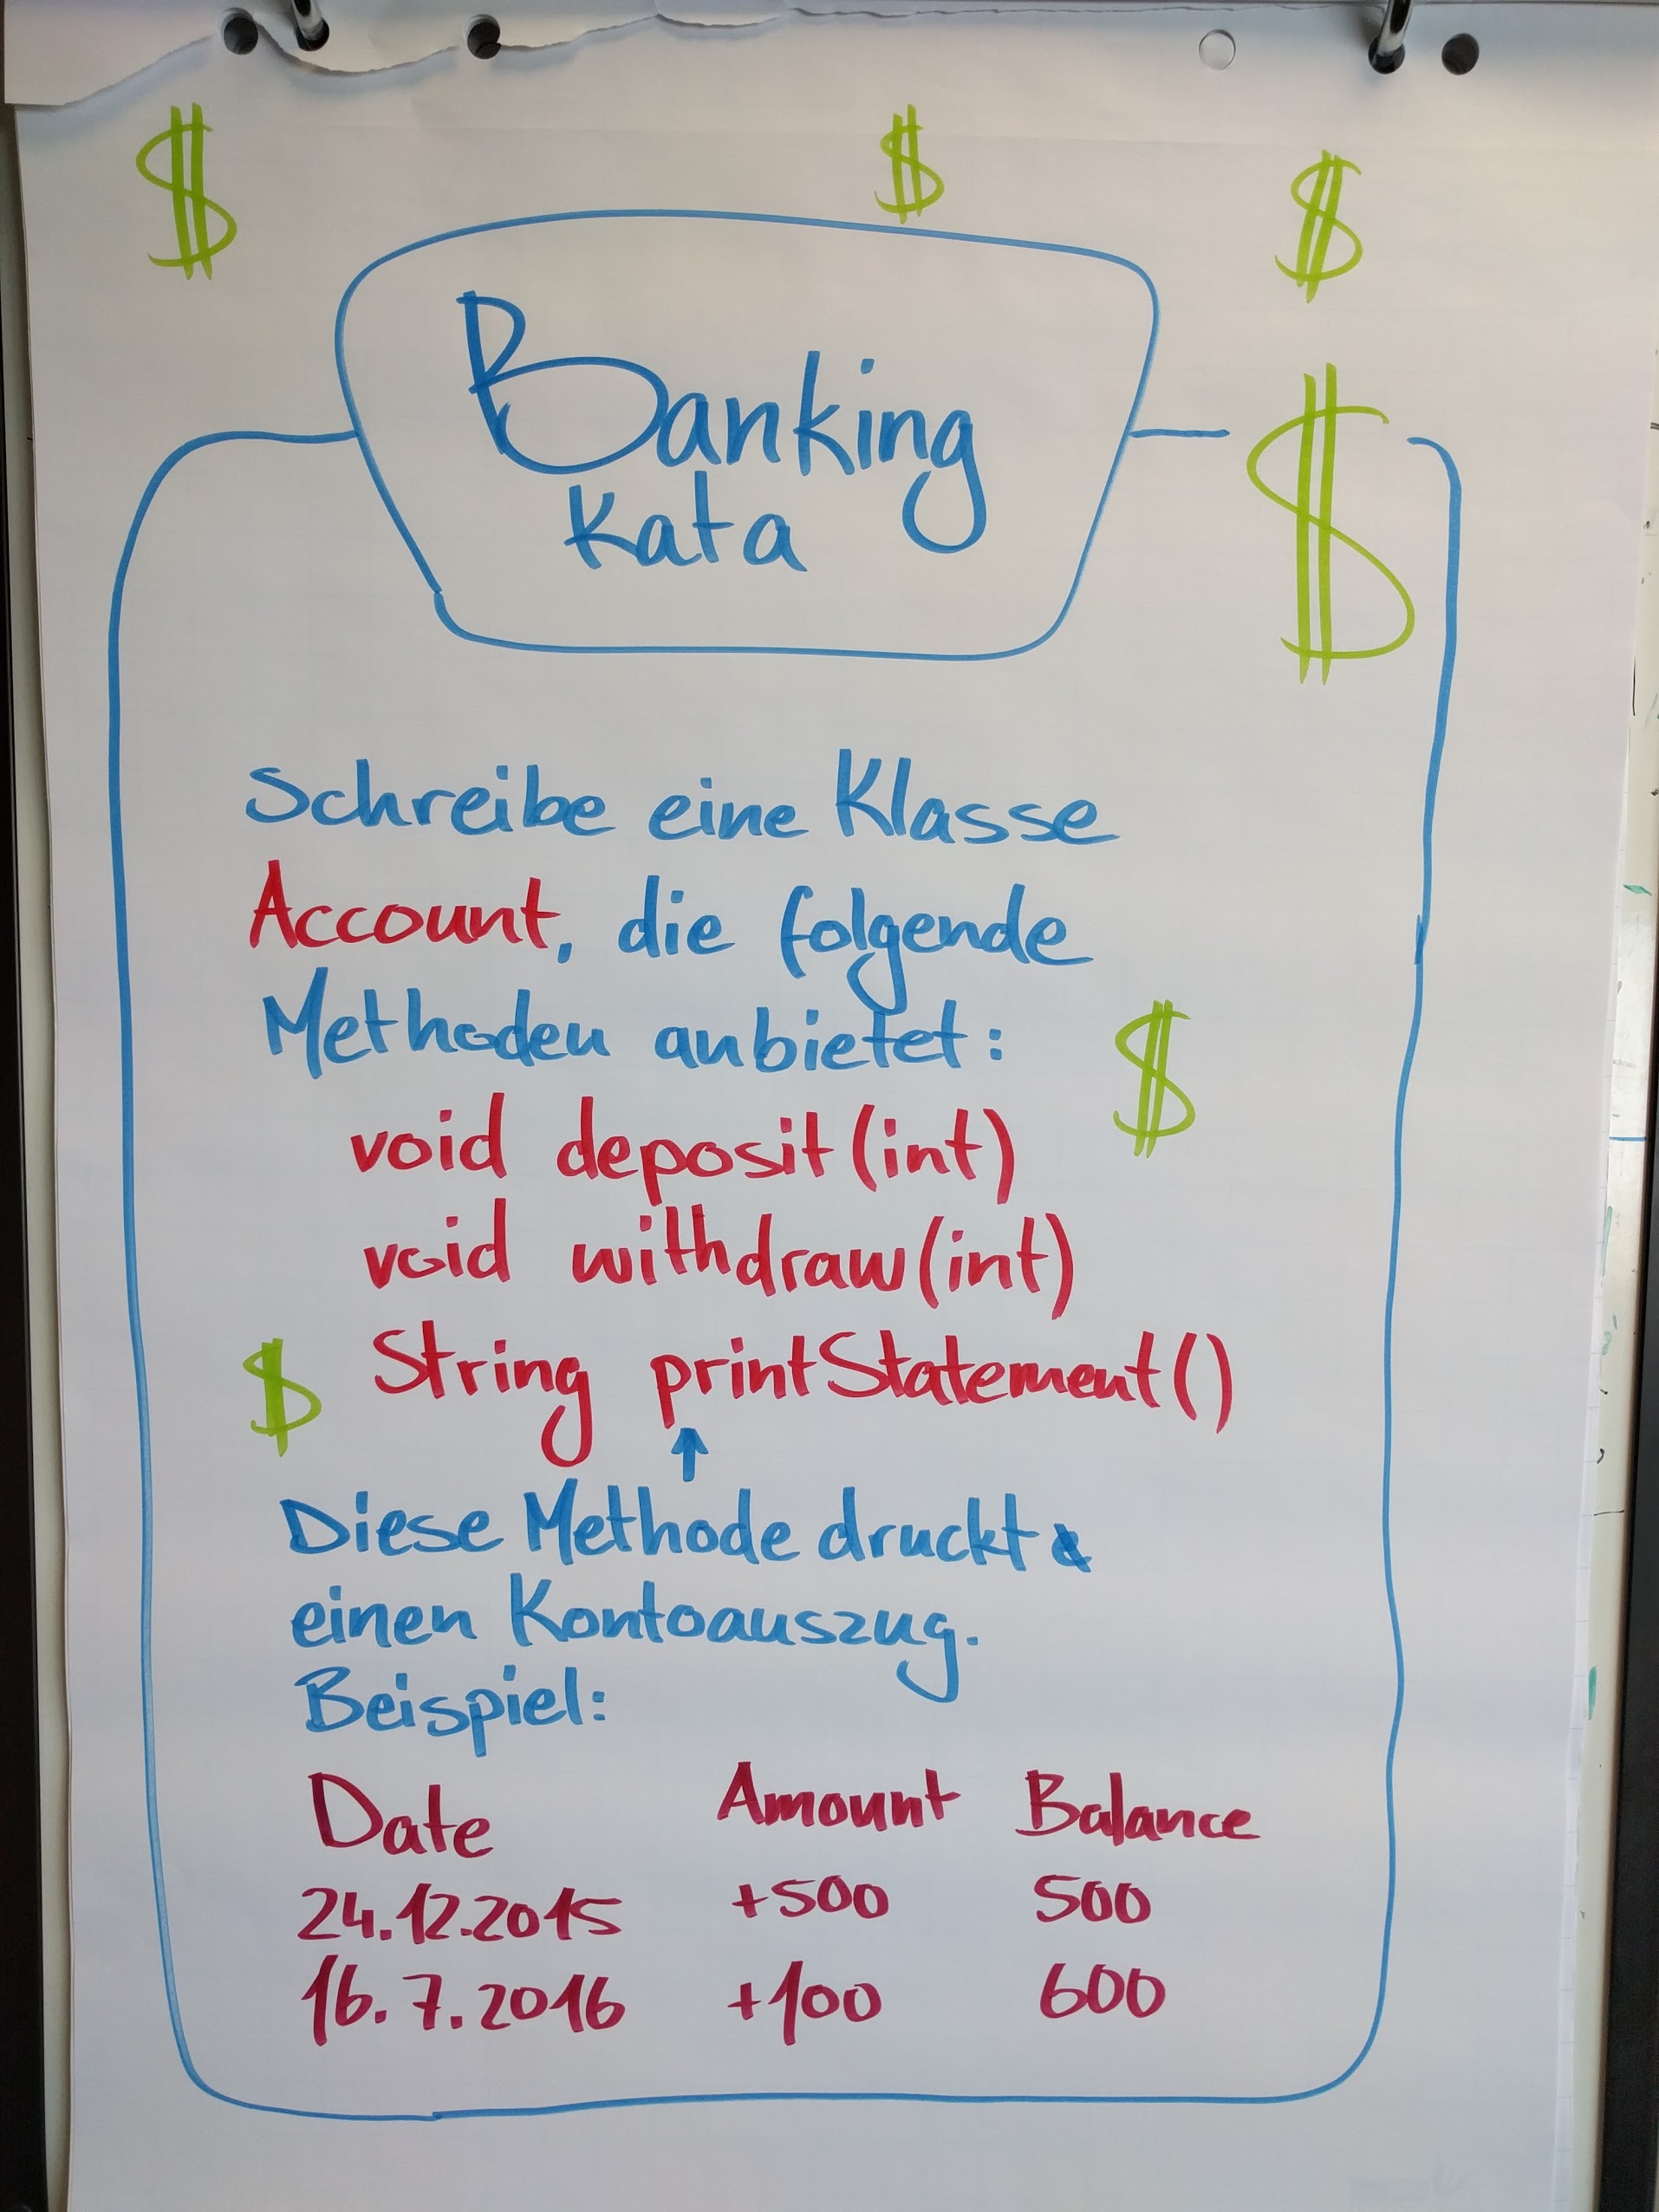 $ $ $
Banking
Kata
$
Schreibe eine Klasse
Account, die folgende
Methoden anbietet:
$
void deposit(int)
void withdraw(int)
$ String printStatement()
↑
Diese Methode druckt
einen Kontoauszug.
Beispiel:
Date Amount Balance
24.12.2015 +500 500
16.7.2016 +100 600